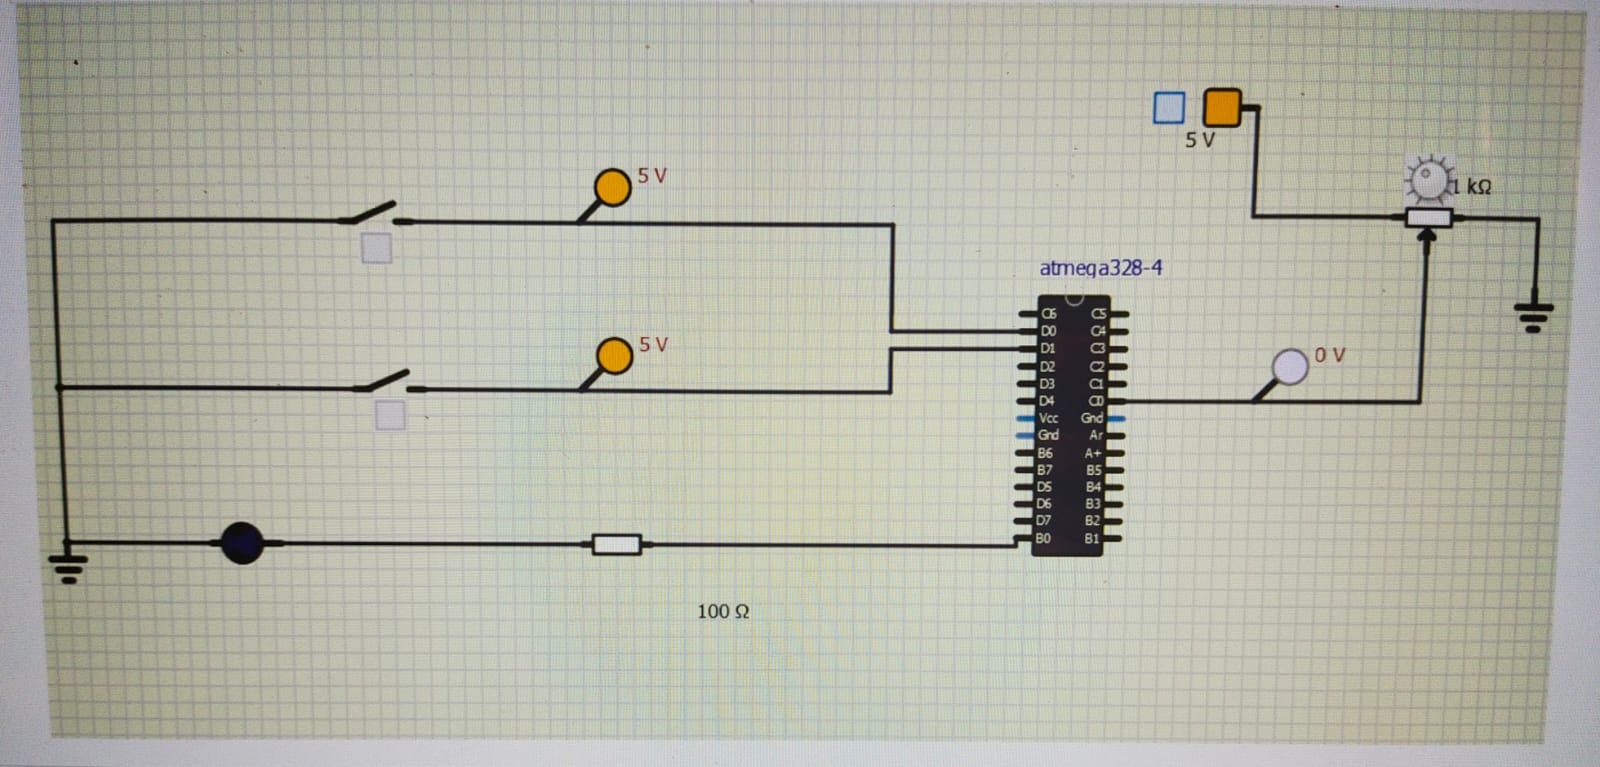 5 V
5 V
1 kΩ
5 V
atmega328-4
C6 C5
D0 C4
D1 C3
D2 C2
D3 C1
D4 C0
Vcc Gnd
Gnd Ar
B6 A+
B7 B5
D5 B4
D6 B3
D7 B2
B0 B1
0 V
5 V
100 Ω